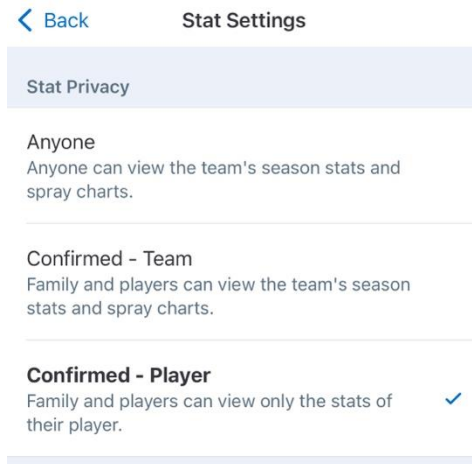 Back
Stat Settings
Stat Privacy
Anyone
Anyone can view the team's season stats and
spray charts.
Confirmed - Team
Family and players can view the team's season
stats and spray charts.
Confirmed - Player
Family and players can view only the stats of
their player.